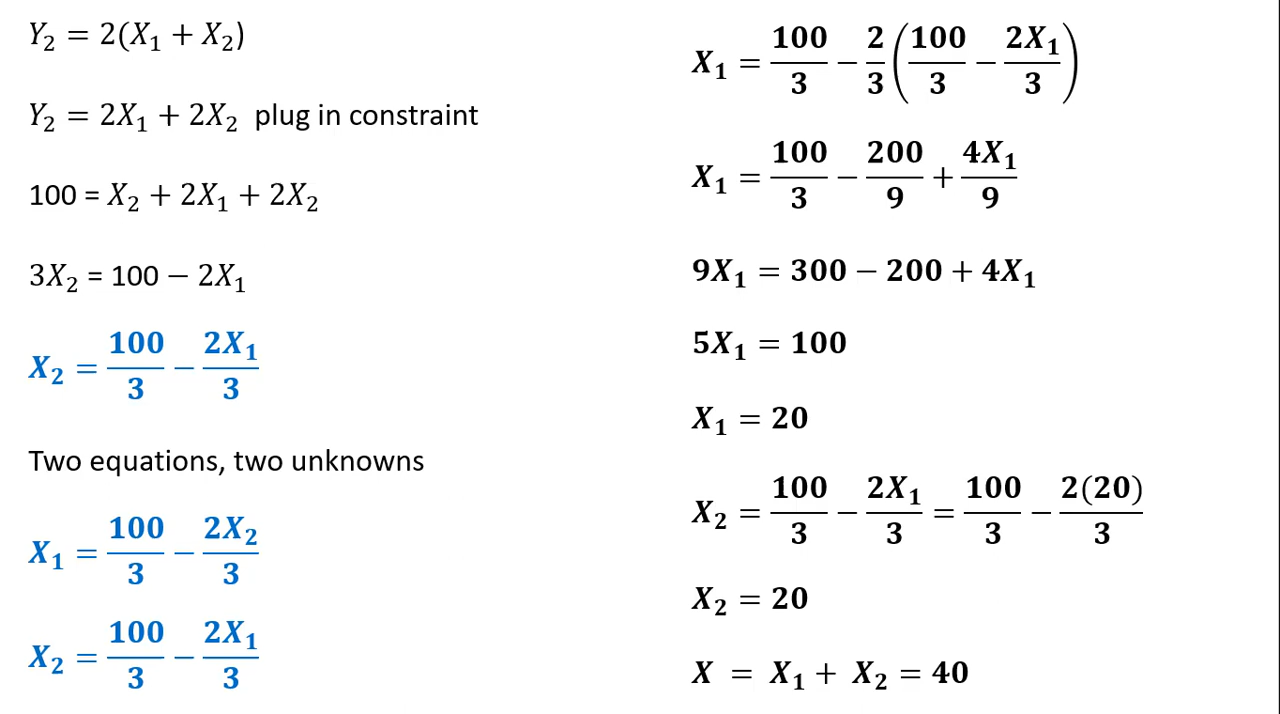 Y₂ = 2(X₁ + X₂)
Y₂ = 2X₁ + 2X₂ plug in constraint
100 = X₂ + 2X₁ + 2X₂
3X₂ = 100 − 2X₁
X₂ = 100/3 − 2X₁/3
Two equations, two unknowns
X₁ = 100/3 − 2X₂/3
X₂ = 100/3 − 2X₁/3
X₁ = 100/3 − 2/3 (100/3 − 2X₁/3)
X₁ = 100/3 − 200/9 + 4X₁/9
9X₁ = 300 − 200 + 4X₁
5X₁ = 100
X₁ = 20
X₂ = 100/3 − 2X₁/3 = 100/3 − 2(20)/3
X₂ = 20
X = X₁ + X₂ = 40